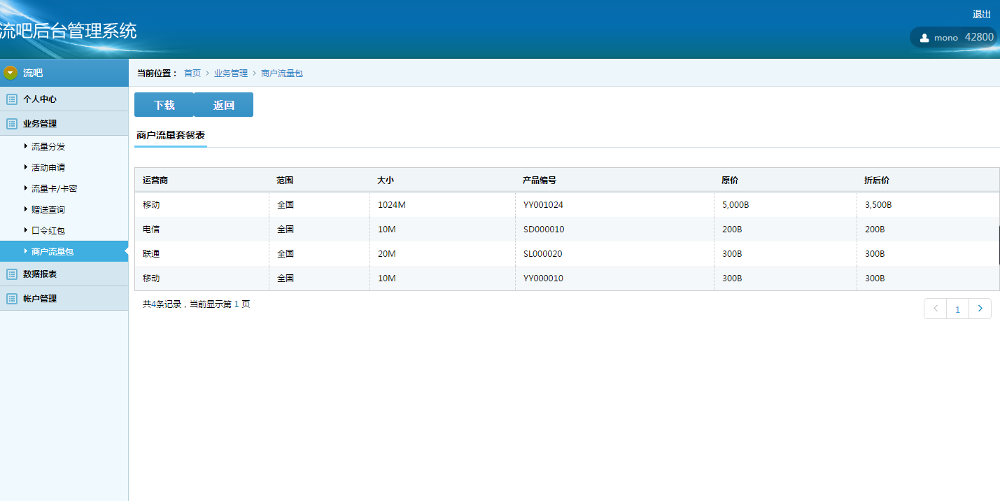 退出
流吧后台管理系统
mono 42800
流吧
当前位置： 首页 > 业务管理 > 商户流量包
个人中心
业务管理
流量分发
活动申请
流量卡/卡密
赠送查询
口令红包
商户流量包
数据报表
帐户管理
下载 返回
商户流量套餐表
运营商 范围 大小 产品编号 原价 折后价
移动 全国 1024M YY001024 5,000B 3,500B
电信 全国 10M SD000010 200B 200B
联通 全国 20M SL000020 300B 300B
移动 全国 10M YY000010 300B 300B
共4条记录，当前显示第 1 页
< 1 >